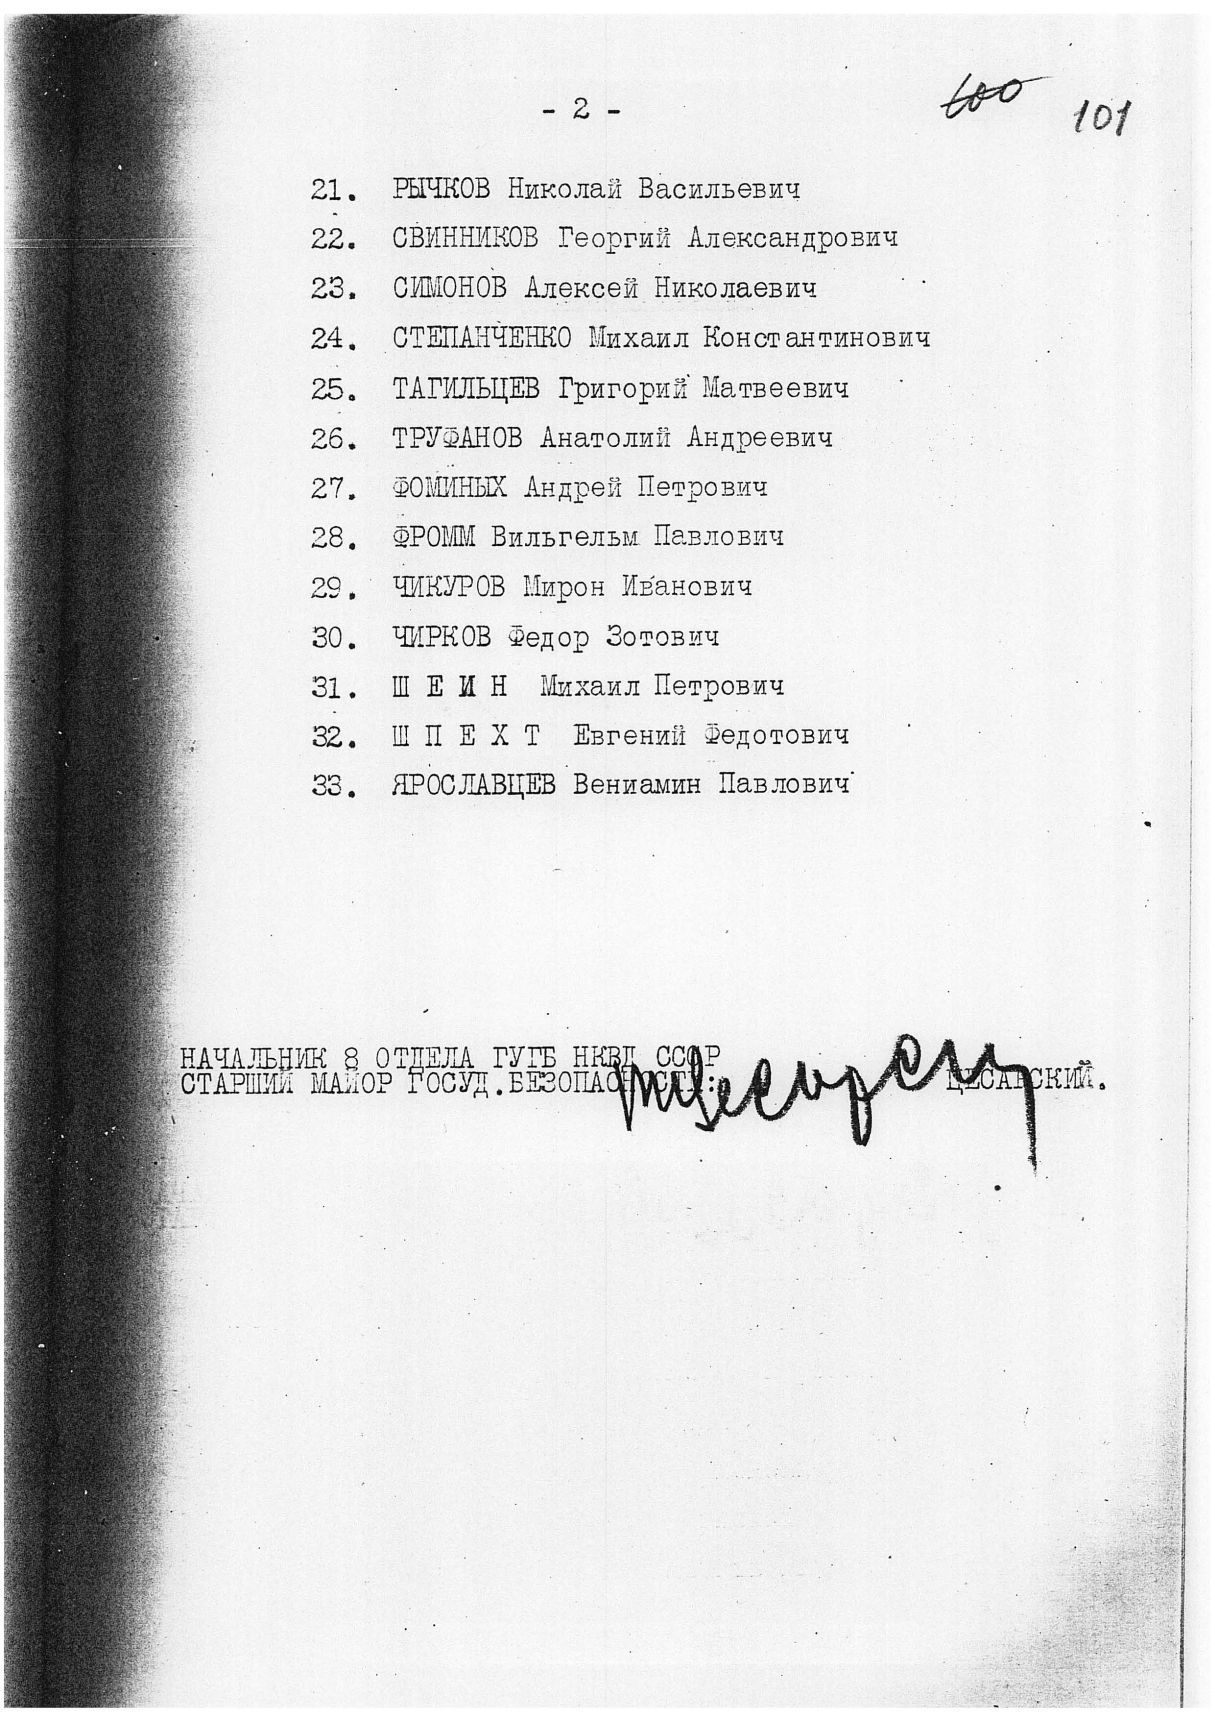 - 2 -
100 101
21. РЫЧКОВ Николай Васильевич
22. СВИННИКОВ Георгий Александрович
23. СИМОНОВ Алексей Николаевич
24. СТЕПАНЧЕНКО Михаил Константинович
25. ТАГИЛЬЦЕВ Григорий Матвеевич
26. ТРУФАНОВ Анатолий Андреевич
27. ФОМИНЫХ Андрей Петрович
28. ФРОММ Вильгельм Павлович
29. ЧИКУРОВ Мирон Иванович
30. ЧИРКОВ Федор Зотович
31. Ш Е И Н Михаил Петрович
32. Ш П Е Х Т Евгений Федотович
33. ЯРОСЛАВЦЕВ Вениамин Павлович
НАЧАЛЬНИК 8 ОТДЕЛА ГУГБ НКВД СССР
СТАРШИЙ МАЙОР ГОСУД.БЕЗОПАСНОСТИ: ЦЕСАРСКИЙ.